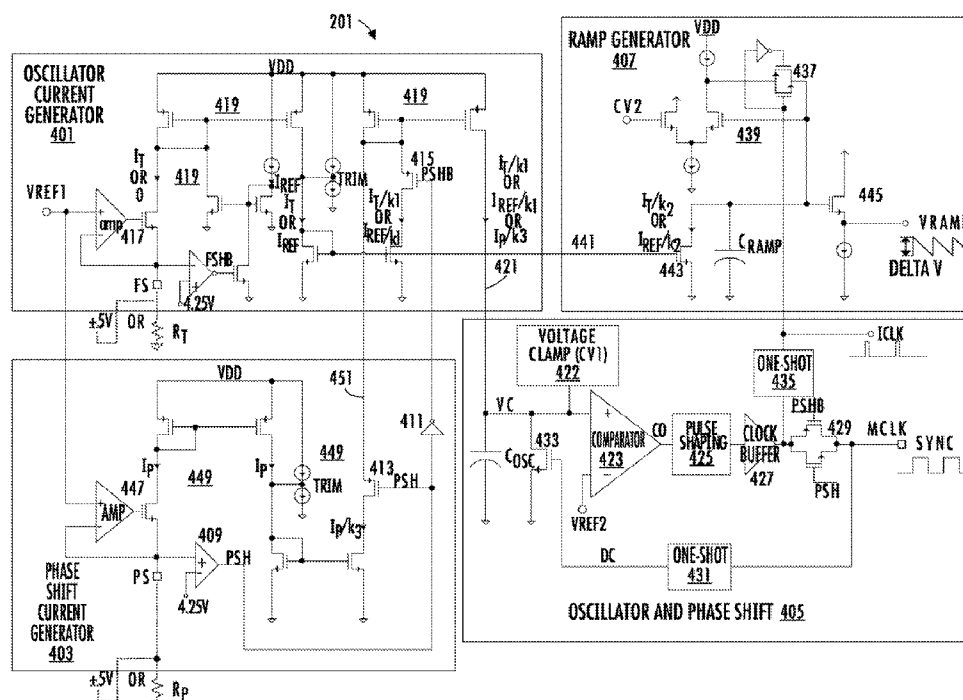 201
OSCILLATOR
CURRENT
GENERATOR
401
VDD
419
419
419
I_T
OR
0
I_REF
I_T
OR
I_REF
TRIM
415
PSHB
I_T/k1
OR
I_REF/k1
I_T/k1
OR
I_REF/k1
OR
I_P/k3
VREF1
amp
417
FSHB
4.25V
FS
421
+5V
OR
R_T
RAMP GENERATOR
407
VDD
437
CV2
439
I_T/k2
OR
I_REF/k2
441
443
C_RAMP
445
VRAMP
DELTA V
VDD
451
411
449
I_P
I_P
449
TRIM
413
PSH
I_P/k3
447
AMP
409
PSH
4.25V
PS
PHASE
SHIFT
CURRENT
GENERATOR
403
+5V
OR
R_P
VOLTAGE
CLAMP (CV1)
422
VC
C_OSC
433
COMPARATOR
423
VREF2
CO
PULSE
SHAPING
425
CLOCK
BUFFER
427
ONE-SHOT
435
ICLK
PSHB
429
PSH
MCLK
SYNC
DC
ONE-SHOT
431
OSCILLATOR AND PHASE SHIFT 405